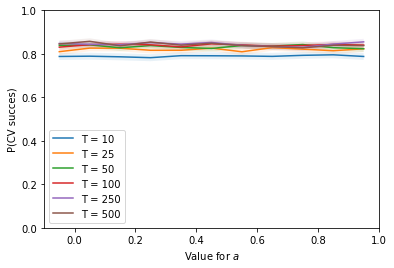 1.0
0.8
0.6
0.4
0.2
0.0
P(CV succes)
T = 10
T = 25
T = 50
T = 100
T = 250
T = 500
0.0 0.2 0.4 0.6 0.8 1.0
Value for a